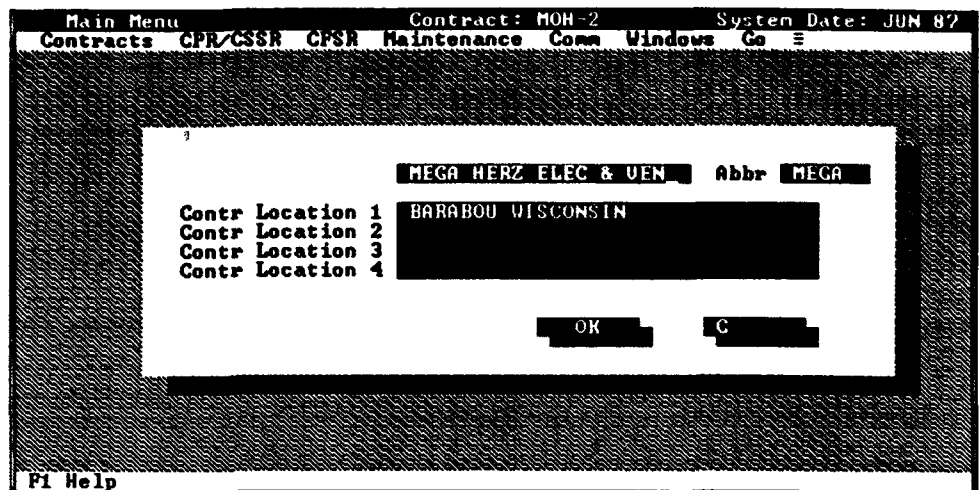 Main Menu Contract: MOH-2 System Date: JUN 87
Contracts CPR/CSSR CFSR Maintenance Comm Windows Go ≡
MEGA HERZ ELEC & VEN Abbr MEGA
Contr Location 1 BARABOU WISCONSIN
Contr Location 2
Contr Location 3
Contr Location 4
OK C
F1 Help